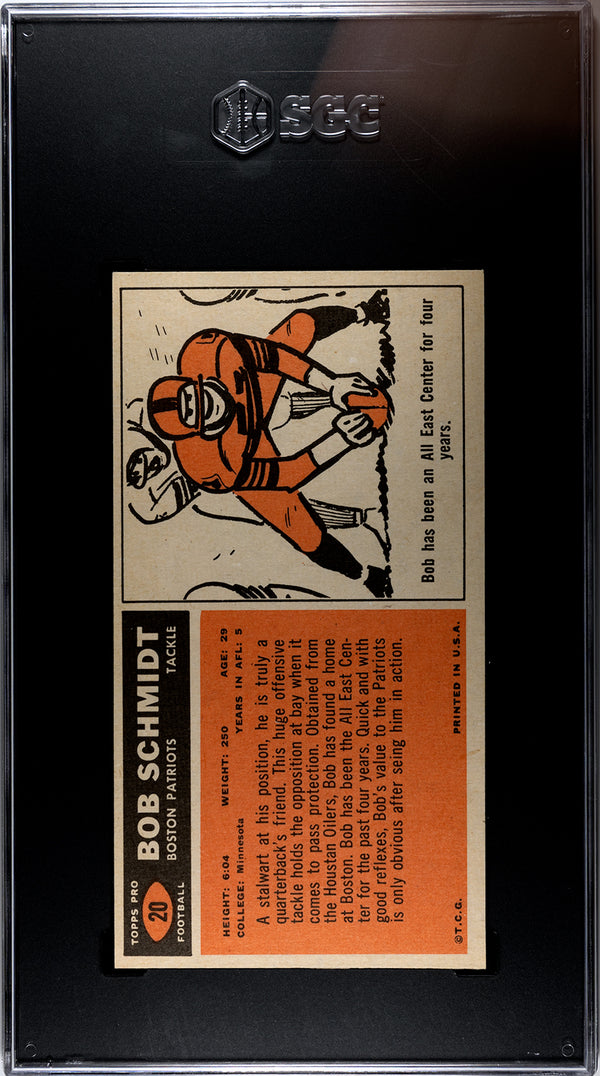 SGC
TOPPS PRO
20
FOOTBALL
BOB SCHMIDT
BOSTON PATRIOTS TACKLE
HEIGHT: 6:04 WEIGHT: 250 AGE: 29
COLLEGE: Minnesota YEARS IN AFL: 5
A stalwart at his position, he is truly a
quarterback's friend. This huge offensive
tackle holds the opposition at bay when it
comes to pass protection. Obtained from
the Houstan Oilers, Bob has found a home
at Boston. Bob has been the All East Cen-
ter for the past four years. Quick and with
good reflexes, Bob's value to the Patriots
is only obvious after seing him in action.
©T.C.G. PRINTED IN U.S.A.
Bob has been an All East Center for four
years.